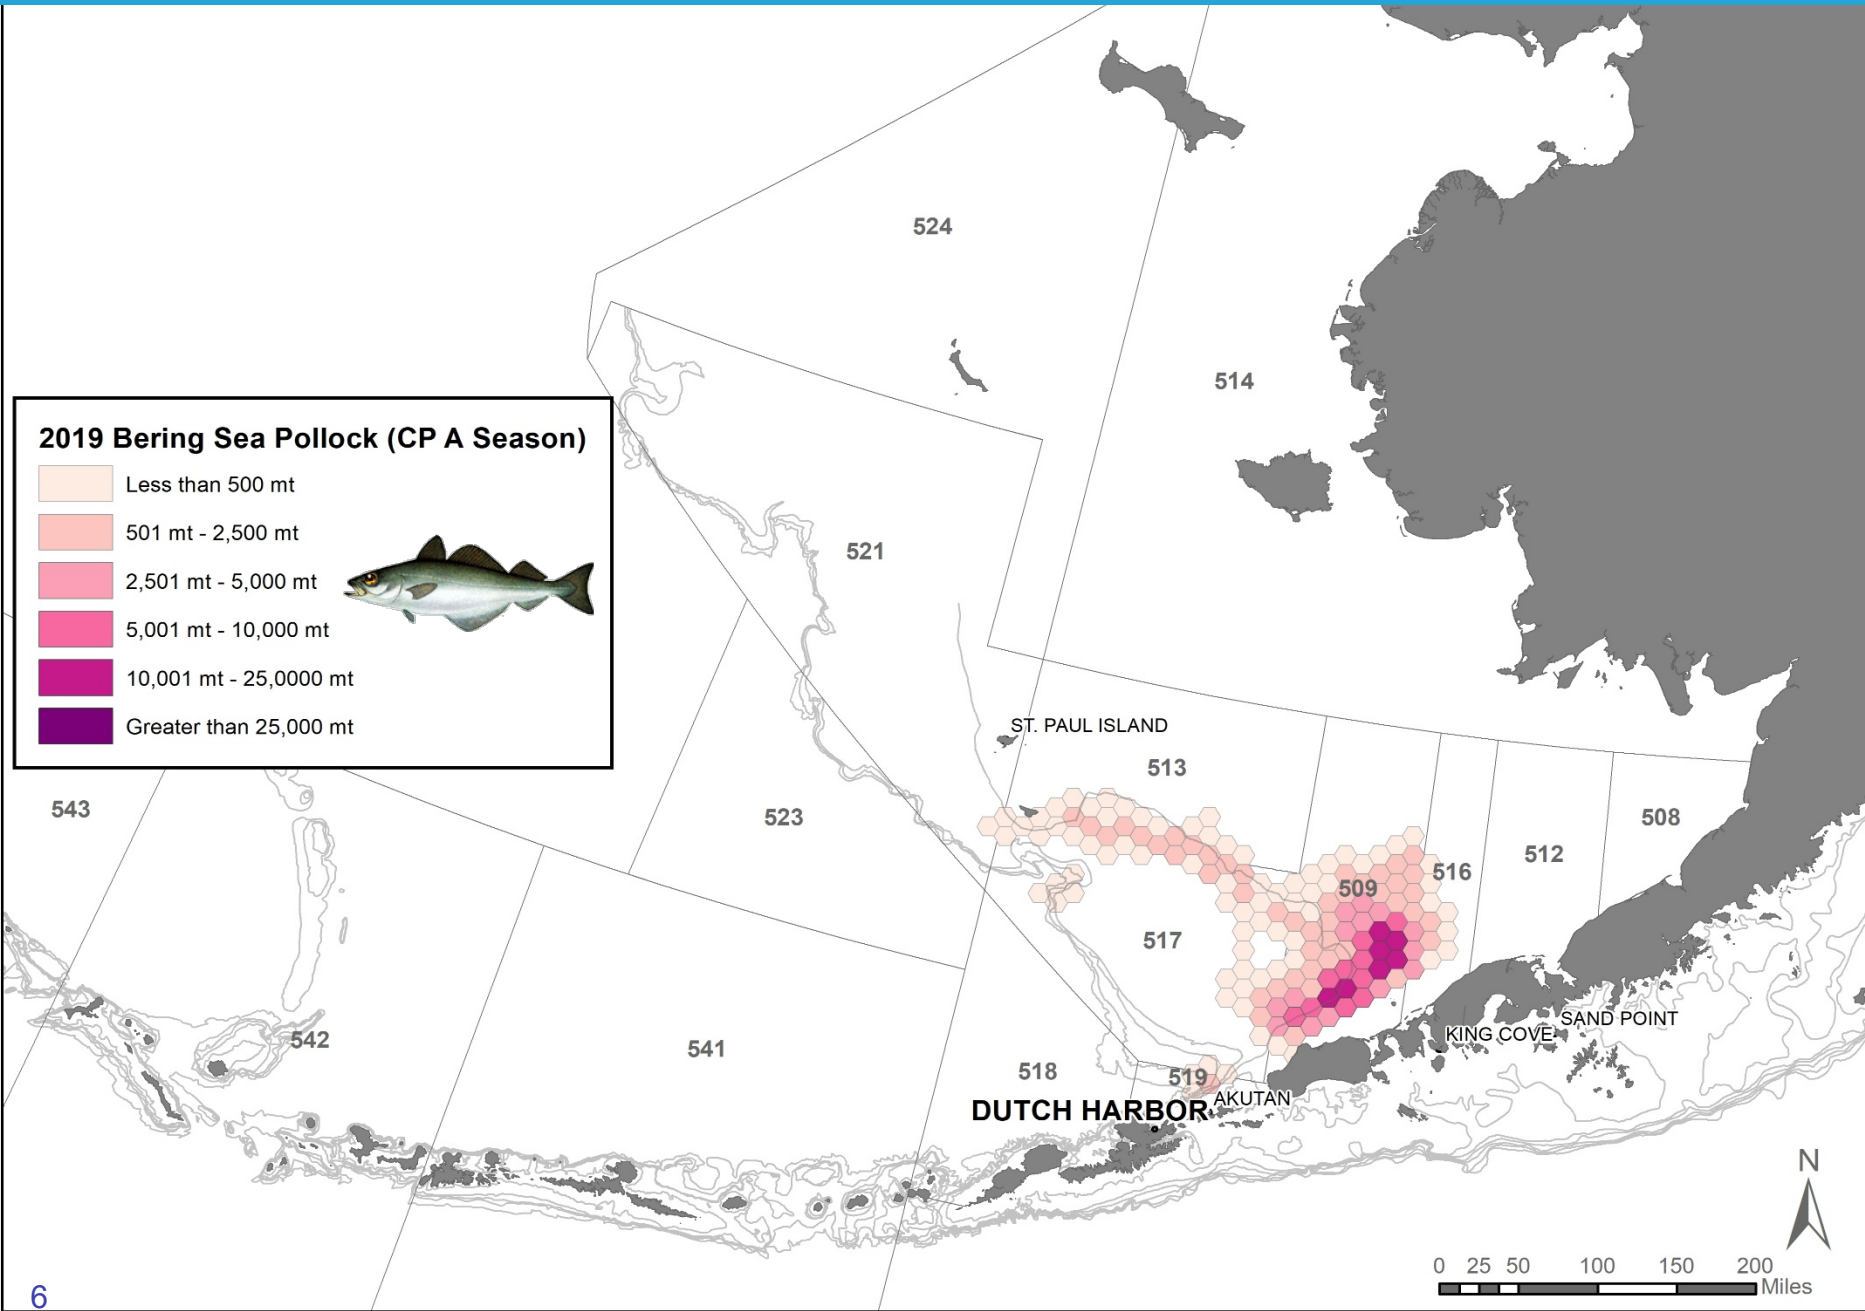 524
514
2019 Bering Sea Pollock (CP A Season)
Less than 500 mt
501 mt - 2,500 mt
2,501 mt - 5,000 mt
5,001 mt - 10,000 mt
10,001 mt - 25,0000 mt
Greater than 25,000 mt
521
ST. PAUL ISLAND
513
543
523
508
512
516
509
517
542
541
518
519
SAND POINT
KING COVE
AKUTAN
DUTCH HARBOR
N
0 25 50 100 150 200
Miles
6